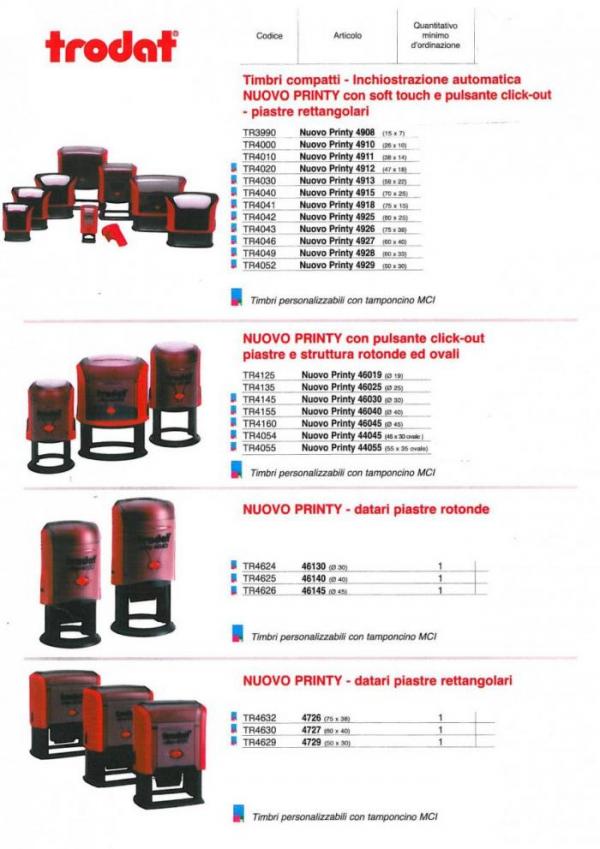 trodat®
Codice Articolo Quantitativo minimo d'ordinazione
Timbri compatti - Inchiostrazione automatica
NUOVO PRINTY con soft touch e pulsante click-out
- piastre rettangolari
TR3990 Nuovo Printy 4908 (15 x 7)
TR4000 Nuovo Printy 4910 (26 x 10)
TR4010 Nuovo Printy 4911 (38 x 14)
TR4020 Nuovo Printy 4912 (47 x 18)
TR4030 Nuovo Printy 4913 (58 x 22)
TR4040 Nuovo Printy 4915 (70 x 25)
TR4041 Nuovo Printy 4918 (75 x 15)
TR4042 Nuovo Printy 4925 (80 x 25)
TR4043 Nuovo Printy 4926 (75 x 38)
TR4046 Nuovo Printy 4927 (60 x 40)
TR4049 Nuovo Printy 4928 (60 x 33)
TR4052 Nuovo Printy 4929 (50 x 30)
Timbri personalizzabili con tamponcino MCI
NUOVO PRINTY con pulsante click-out
piastre e struttura rotonde ed ovali
TR4125 Nuovo Printy 46019 (Ø 19)
TR4135 Nuovo Printy 46025 (Ø 25)
TR4145 Nuovo Printy 46030 (Ø 30)
TR4155 Nuovo Printy 46040 (Ø 40)
TR4160 Nuovo Printy 46045 (Ø 45)
TR4054 Nuovo Printy 44045 (45 x 30 ovale )
TR4055 Nuovo Printy 44055 (55 x 35 ovale)
Timbri personalizzabili con tamponcino MCI
NUOVO PRINTY - datari piastre rotonde
trodat
TR4624 46130 (Ø 30) 1
TR4625 46140 (Ø 40) 1
TR4626 46145 (Ø 45) 1
Timbri personalizzabili con tamponcino MCI
NUOVO PRINTY - datari piastre rettangolari
trodat
TR4632 4726 (75 x 38) 1
TR4630 4727 (60 x 40) 1
TR4629 4729 (50 x 30) 1
Timbri personalizzabili con tamponcino MCI